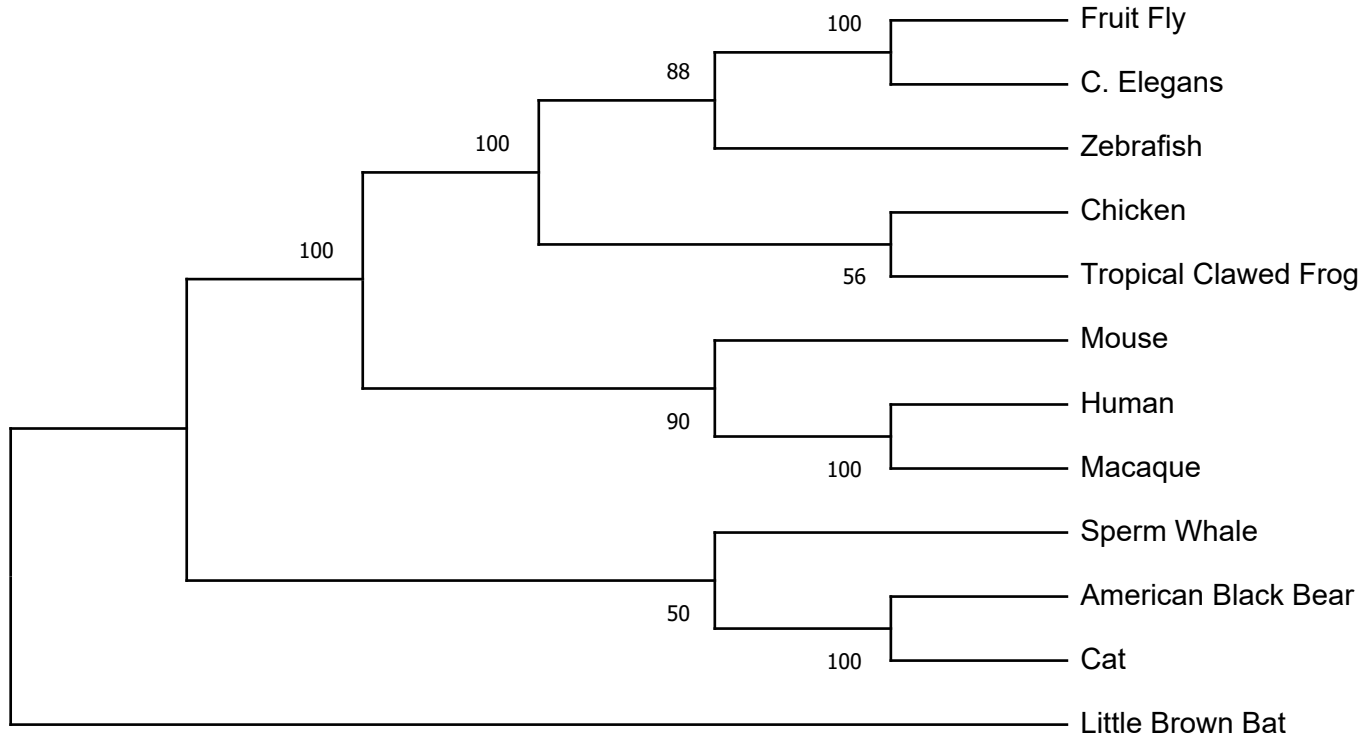 Fruit Fly
100
C. Elegans
88
Zebrafish
100
Chicken
Tropical Clawed Frog
56
100
Mouse
Human
90
Macaque
100
Sperm Whale
American Black Bear
50
Cat
100
Little Brown Bat